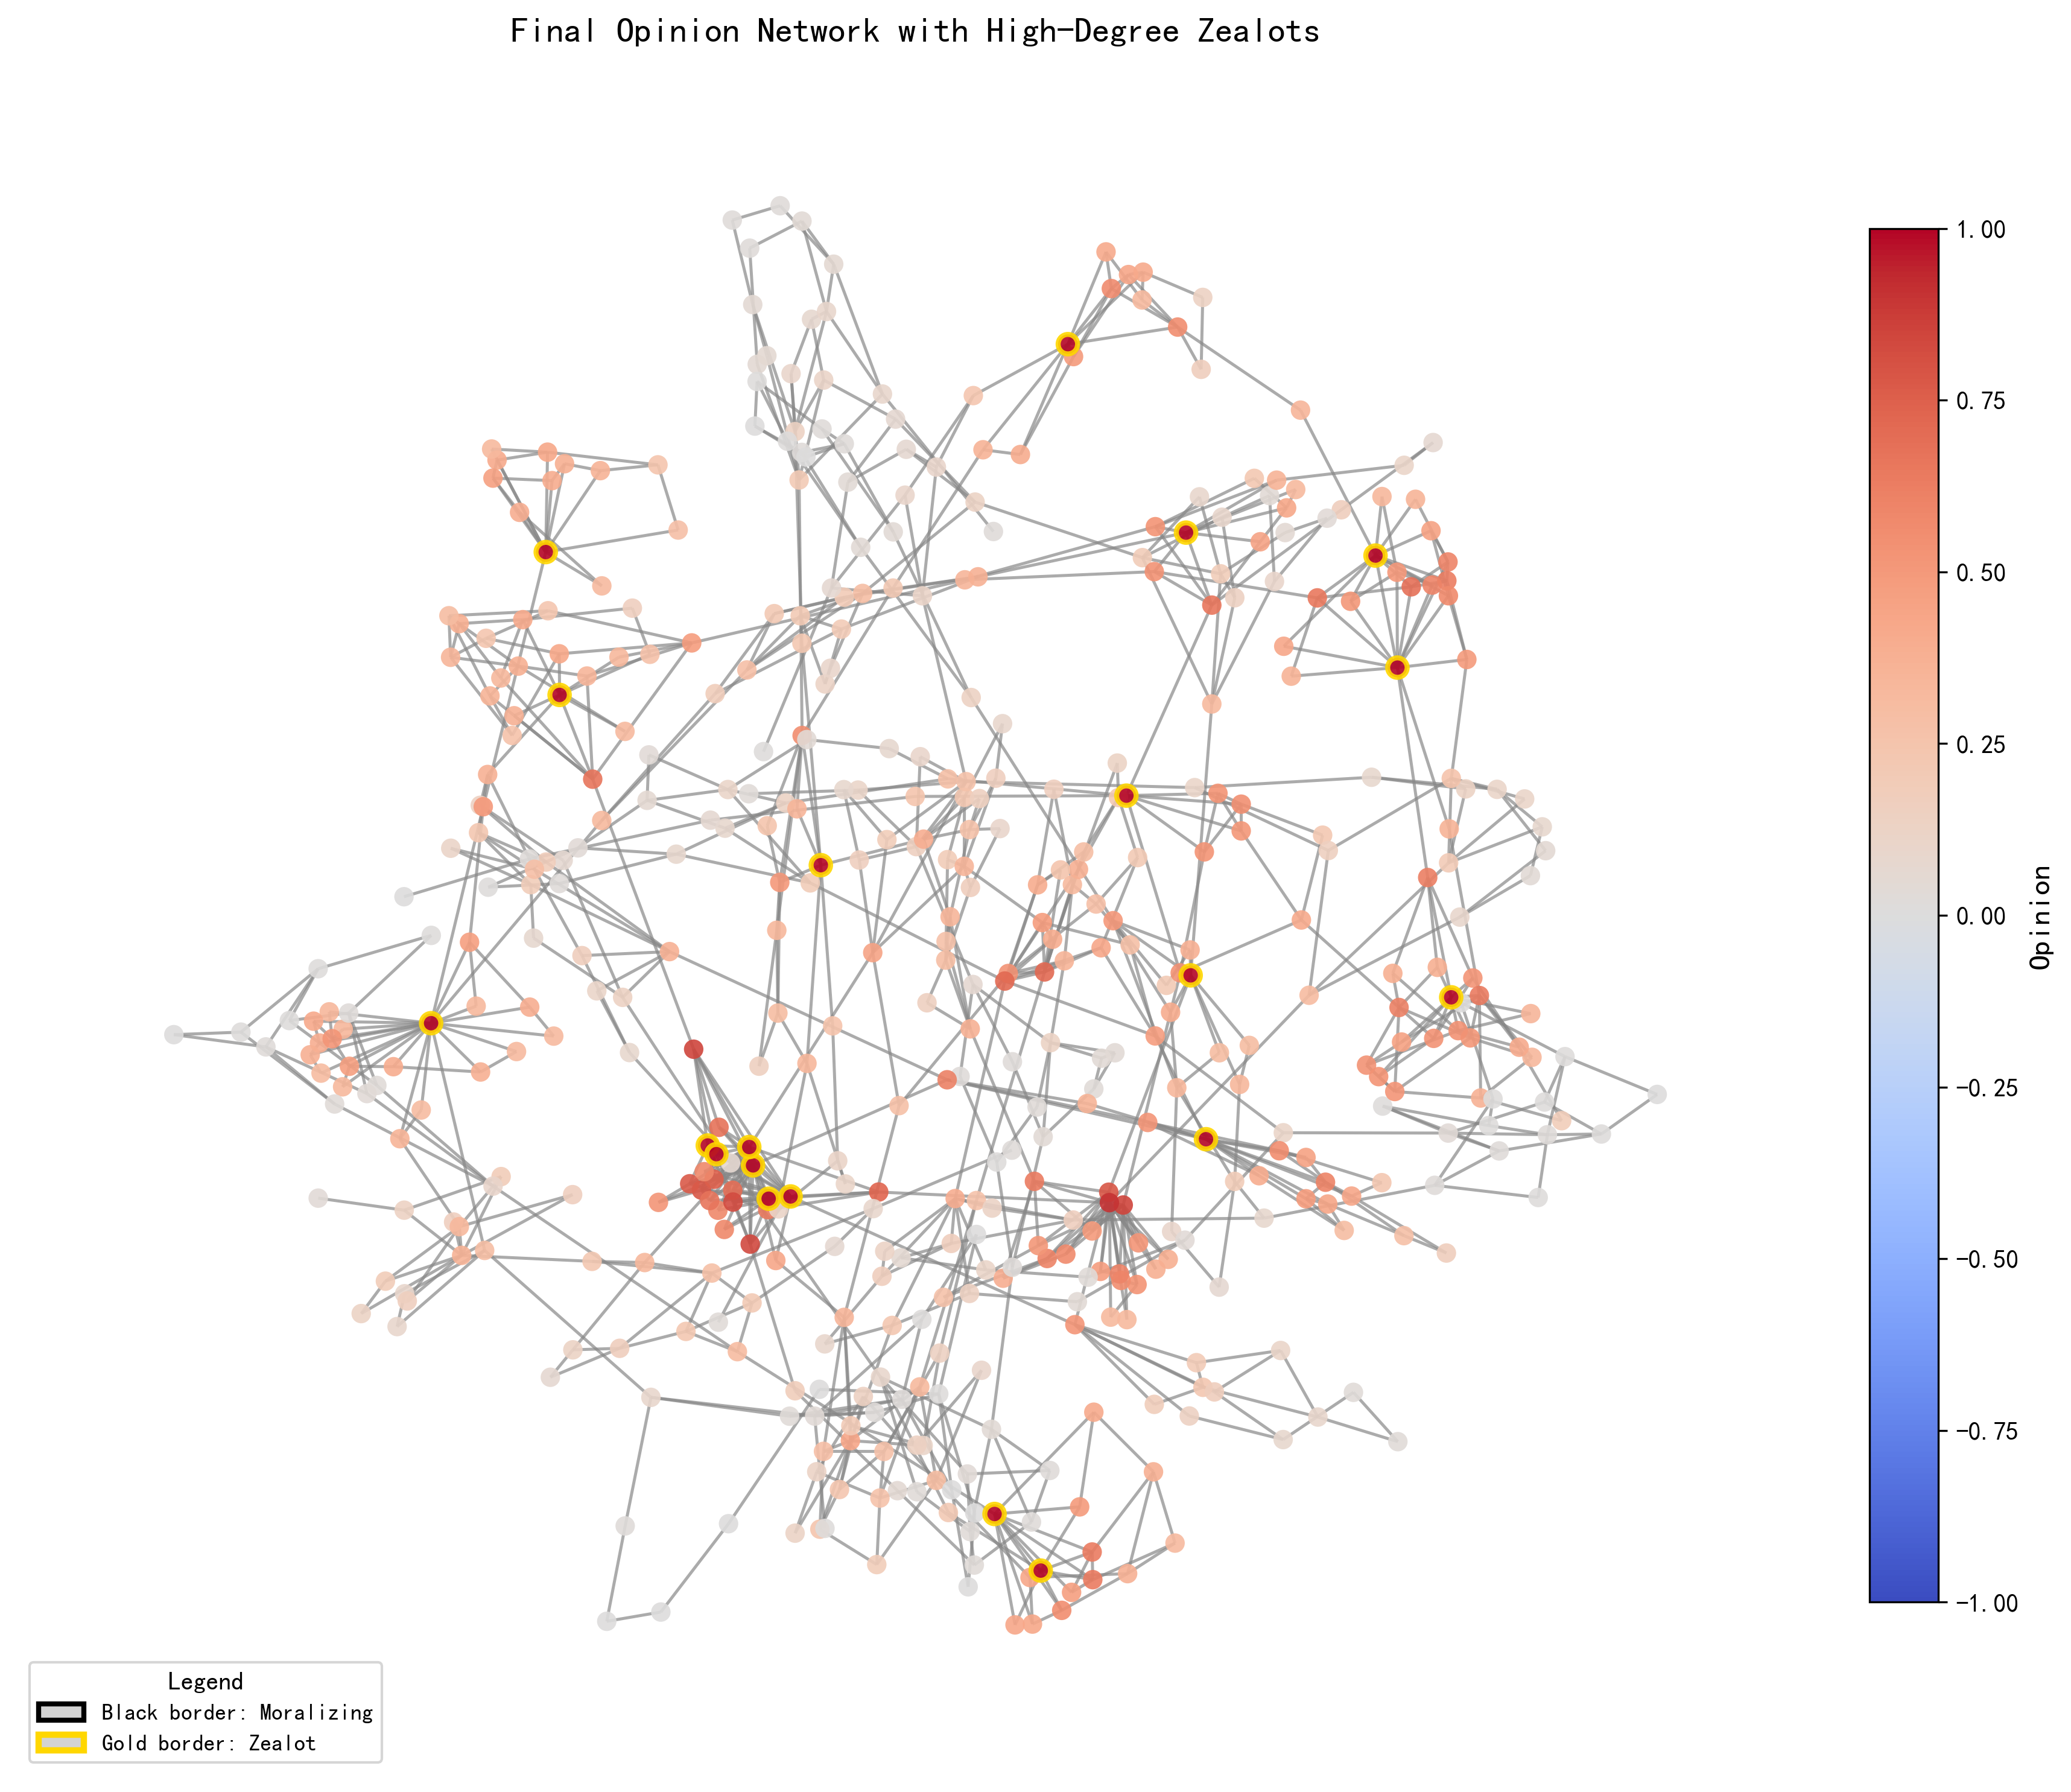 Final Opinion Network with High-Degree Zealots
1.00
0.75
0.50
0.25
0.00
-0.25
-0.50
-0.75
-1.00
Opinion
Legend
Black border: Moralizing
Gold border: Zealot